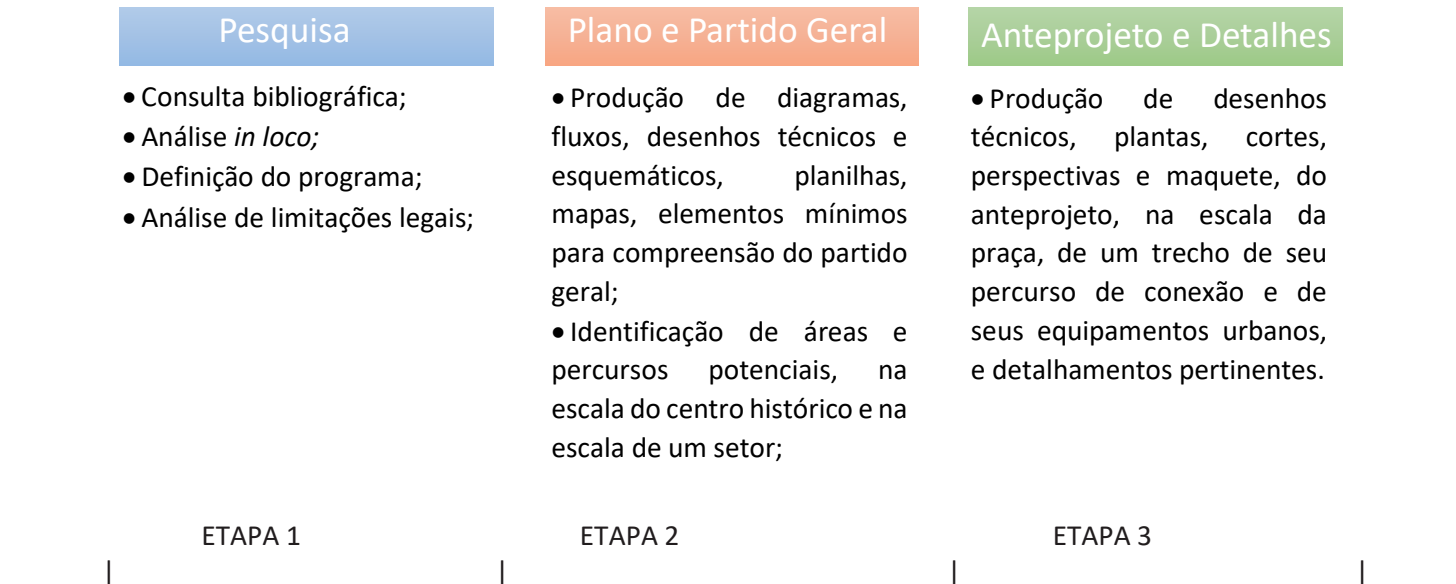 Pesquisa
• Consulta bibliográfica;
• Análise in loco;
• Definição do programa;
• Análise de limitações legais;
Plano e Partido Geral
• Produção de diagramas,
fluxos, desenhos técnicos e
esquemáticos, planilhas,
mapas, elementos mínimos
para compreensão do partido
geral;
• Identificação de áreas e
percursos potenciais, na
escala do centro histórico e na
escala de um setor;
Anteprojeto e Detalhes
• Produção de desenhos
técnicos, plantas, cortes,
perspectivas e maquete, do
anteprojeto, na escala da
praça, de um trecho de seu
percurso de conexão e de
seus equipamentos urbanos,
e detalhamentos pertinentes.
ETAPA 1
ETAPA 2
ETAPA 3